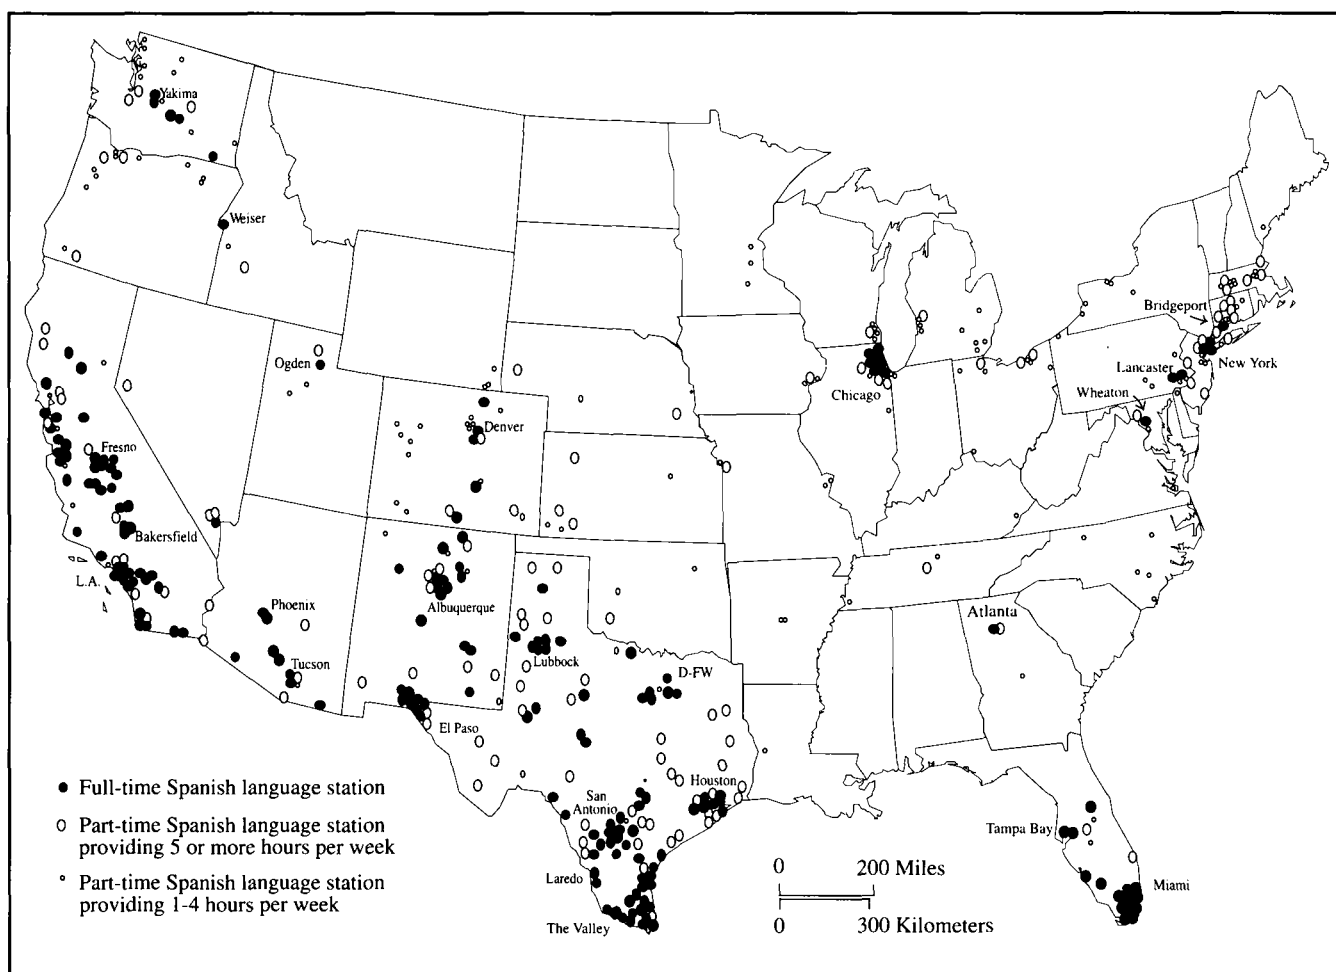 Yakima
Weiser
Ogden
Denver
Chicago
Bridgeport
New York
Lancaster
Wheaton
Fresno
Bakersfield
L.A.
Phoenix
Tucson
Albuquerque
Lubbock
El Paso
D-FW
Atlanta
Houston
San
Antonio
Laredo
The Valley
Tampa Bay
Miami
Full-time Spanish language station
Part-time Spanish language station
providing 5 or more hours per week
Part-time Spanish language station
providing 1-4 hours per week
0 200 Miles
0 300 Kilometers